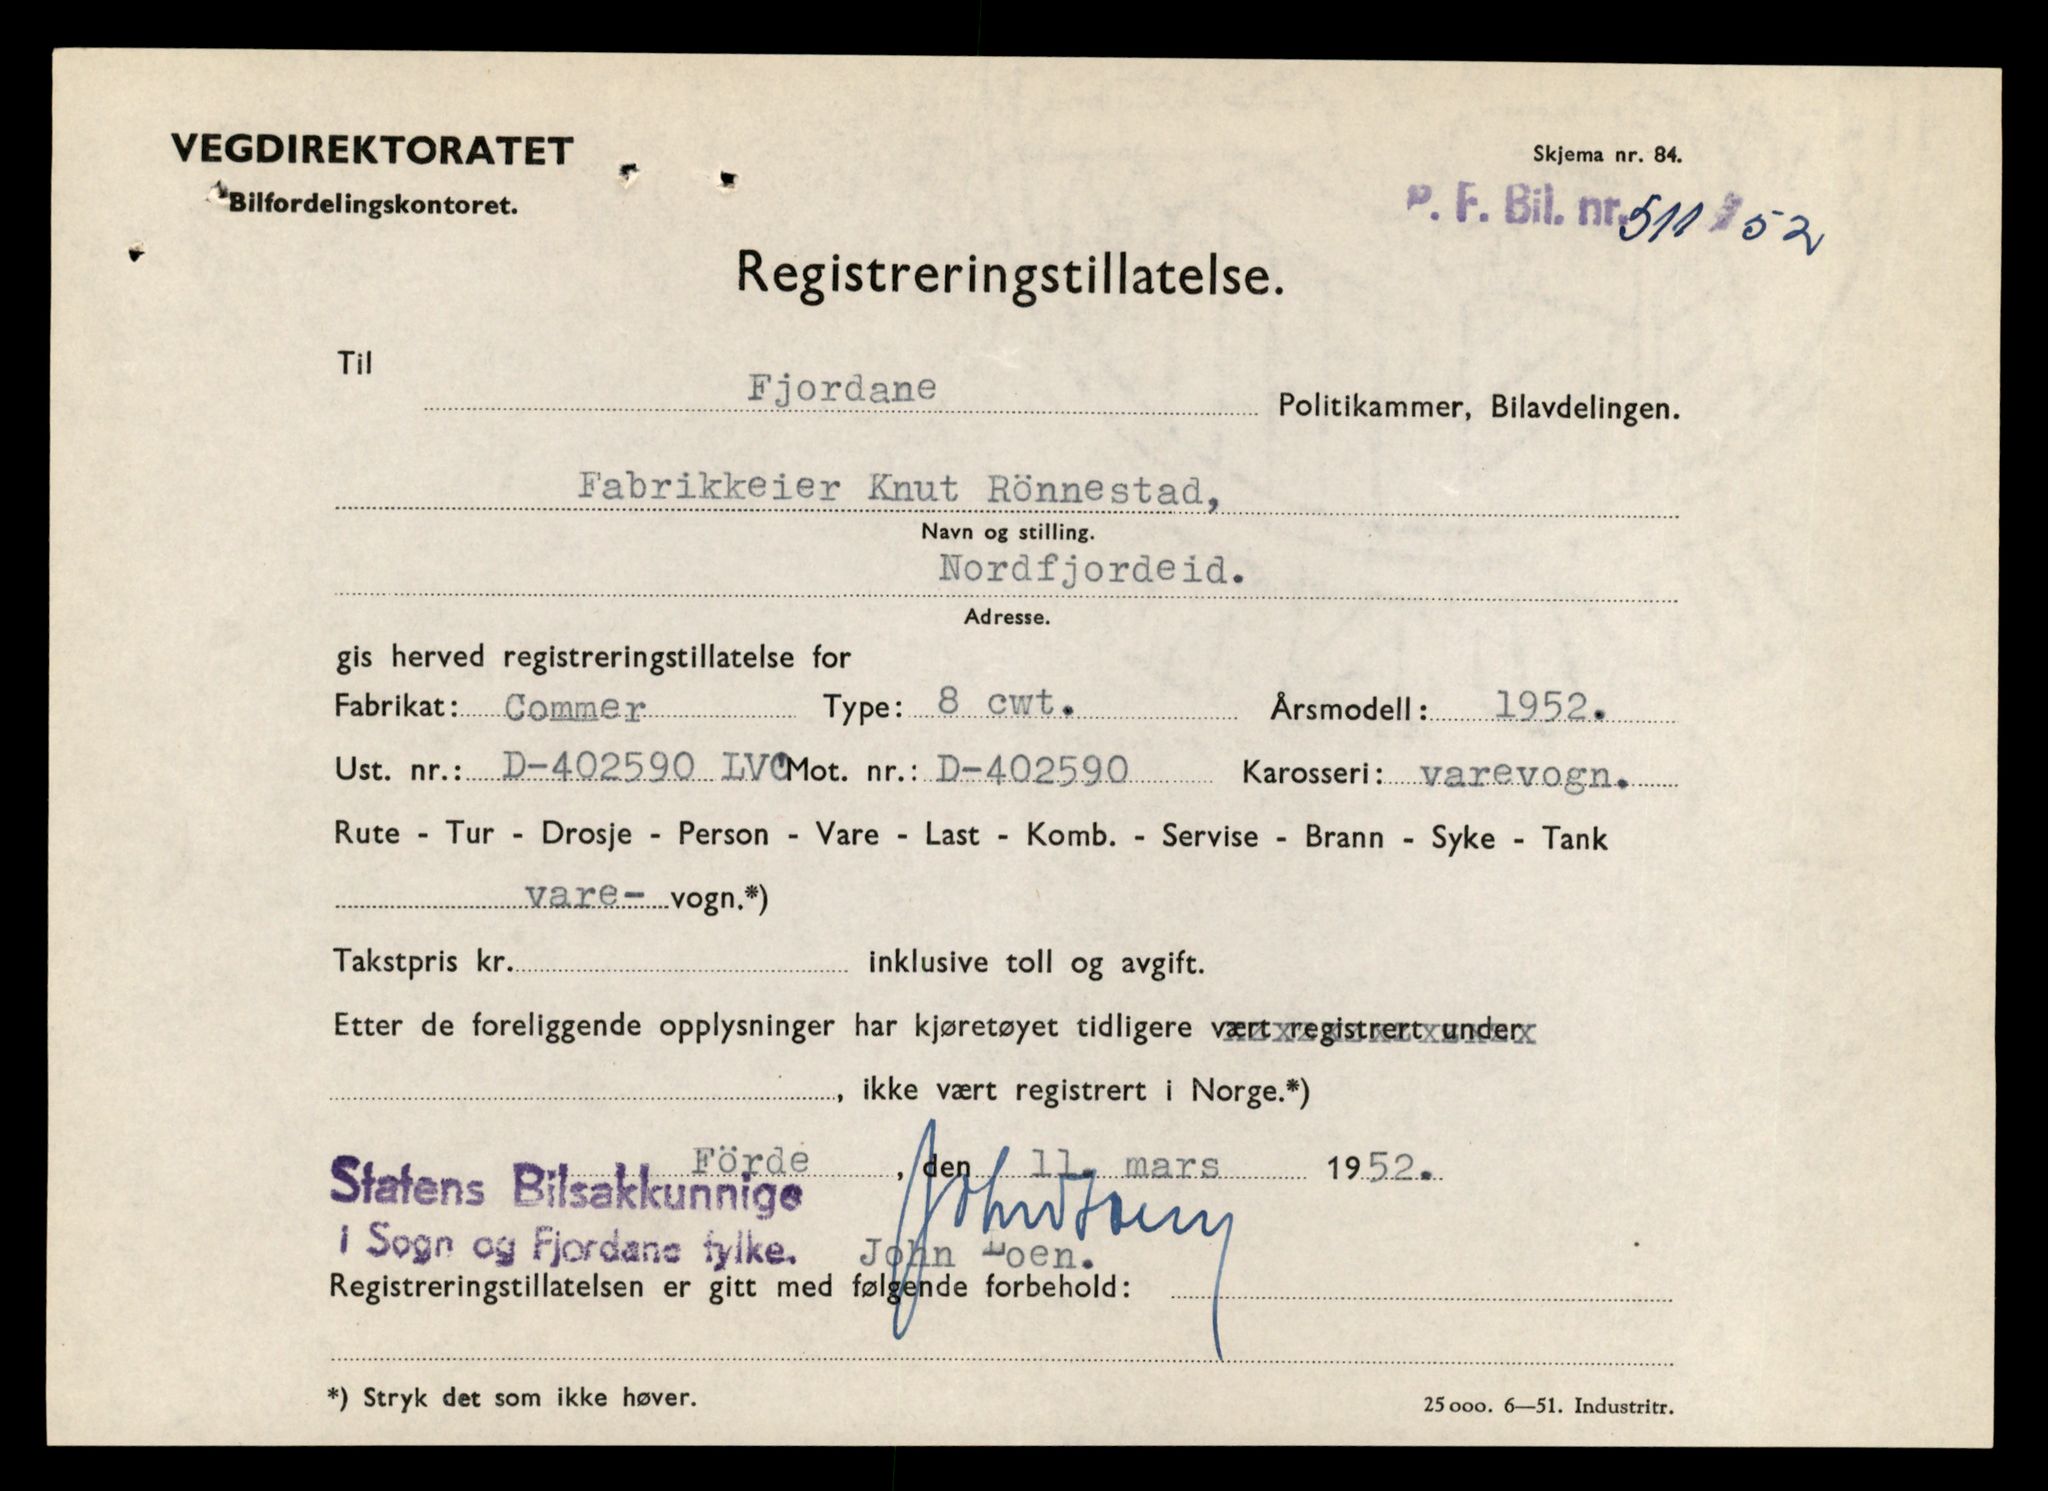 VEGDIREKTORATET
Bilfordelingskontoret.
Skjema nr. 84.
P. F. Bil. nr. 511 / 52
Registreringstillatelse.
Til
Fjordane Politikammer, Bilavdelingen.
Fabrikkeier Knut Rönnestad,
Navn og stilling.
Nordfjordeid.
Adresse.
gis herved registreringstillatelse for
Fabrikat: Commer Type: 8 cwt. Årsmodell: 1952.
Ust. nr.: D-402590 LVO Mot. nr.: D-402590 Karosseri: varevogn.
Rute - Tur - Drosje - Person - Vare - Last - Komb. - Servise - Brann - Syke - Tank
vare- vogn.*)
Takstpris kr. inklusive toll og avgift.
Etter de foreliggende opplysninger har kjøretøyet tidligere vært registrert under
, ikke vært registrert i Norge.*)
Förde, den 11. mars 1952.
Statens Bilsakkunnige
i Sogn og Fjordane fylke.
John Loen.
Registreringstillatelsen er gitt med følgende forbehold:
*) Stryk det som ikke høver.
25 000. 6—51. Industritr.